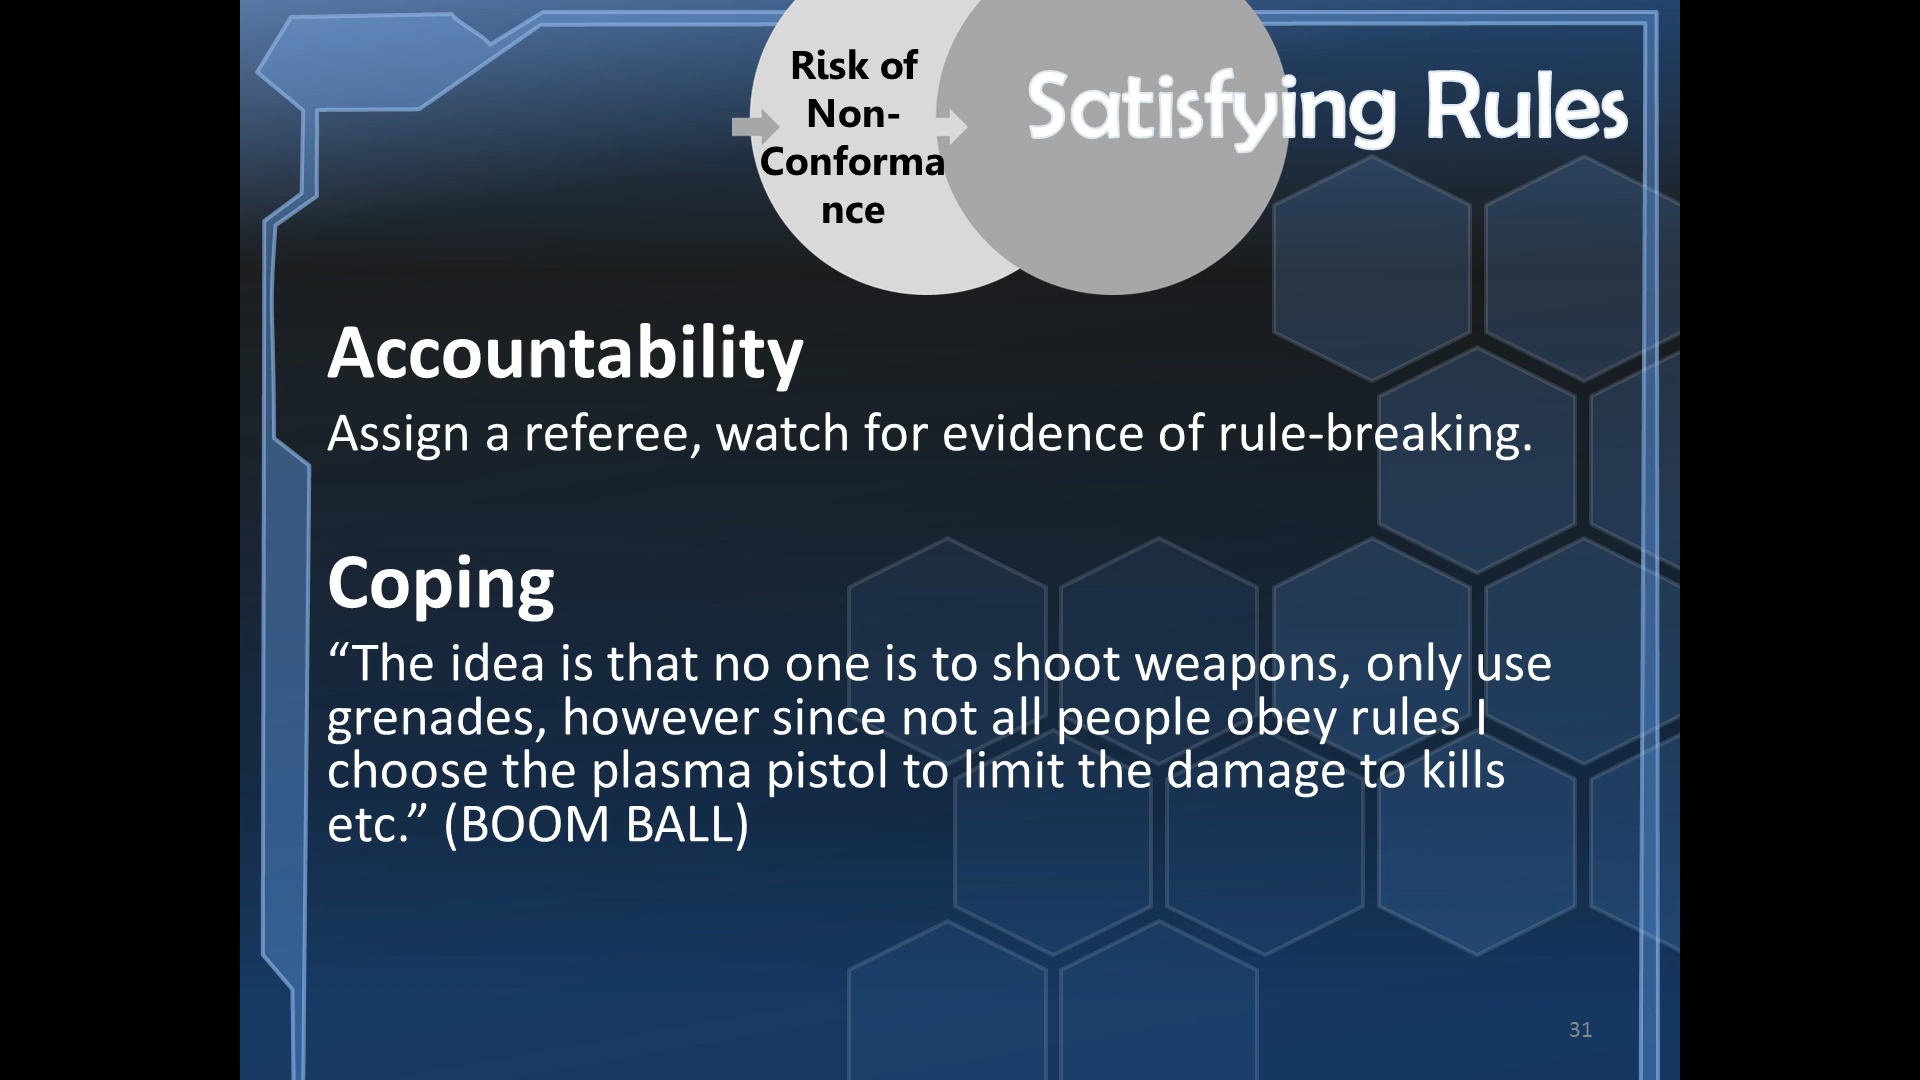 Risk of
Non-
Conforma
nce
Satisfying Rules
Accountability
Assign a referee, watch for evidence of rule-breaking.
Coping
“The idea is that no one is to shoot weapons, only use
grenades, however since not all people obey rules I
choose the plasma pistol to limit the damage to kills
etc.” (BOOM BALL)
31